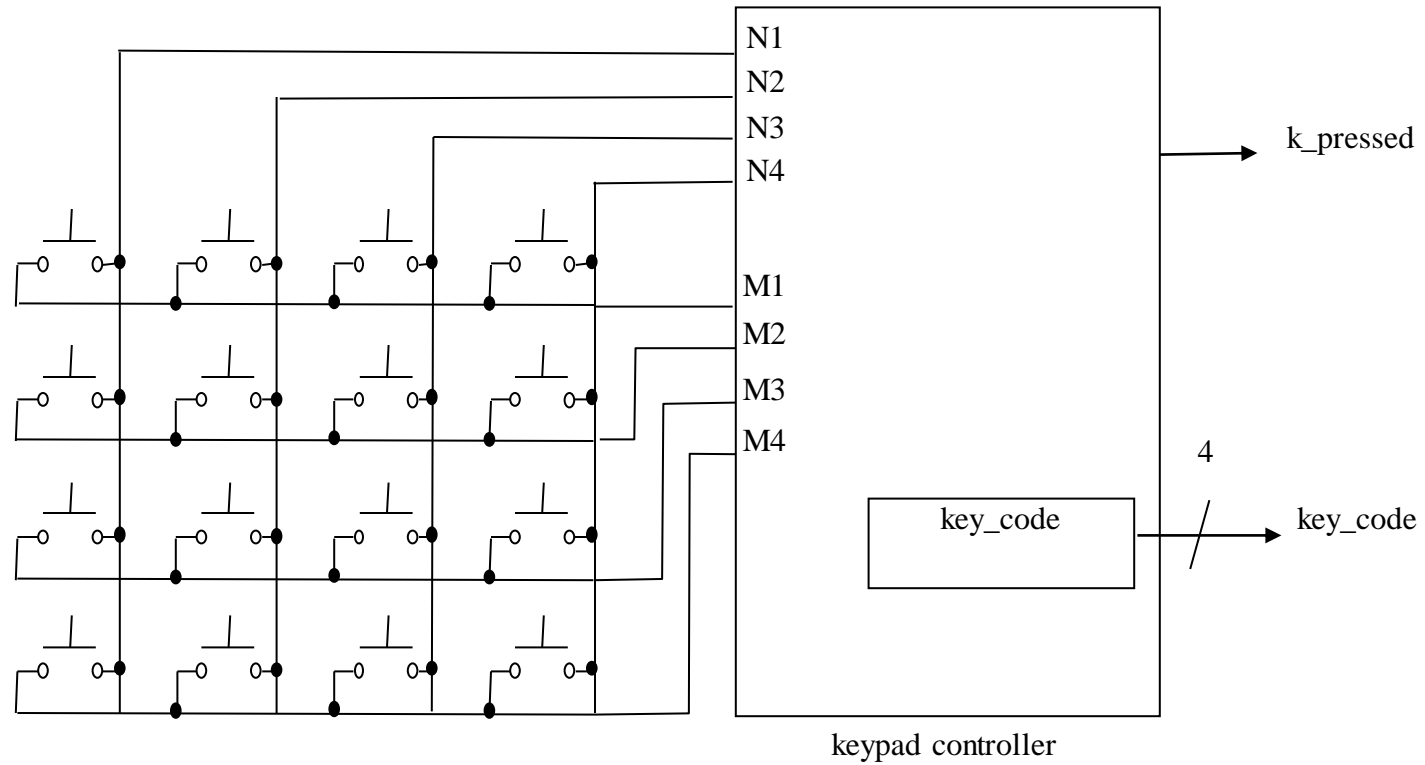 N1
N2
N3
N4
k_pressed
M1
M2
M3
M4
4
key_code
key_code
keypad controller